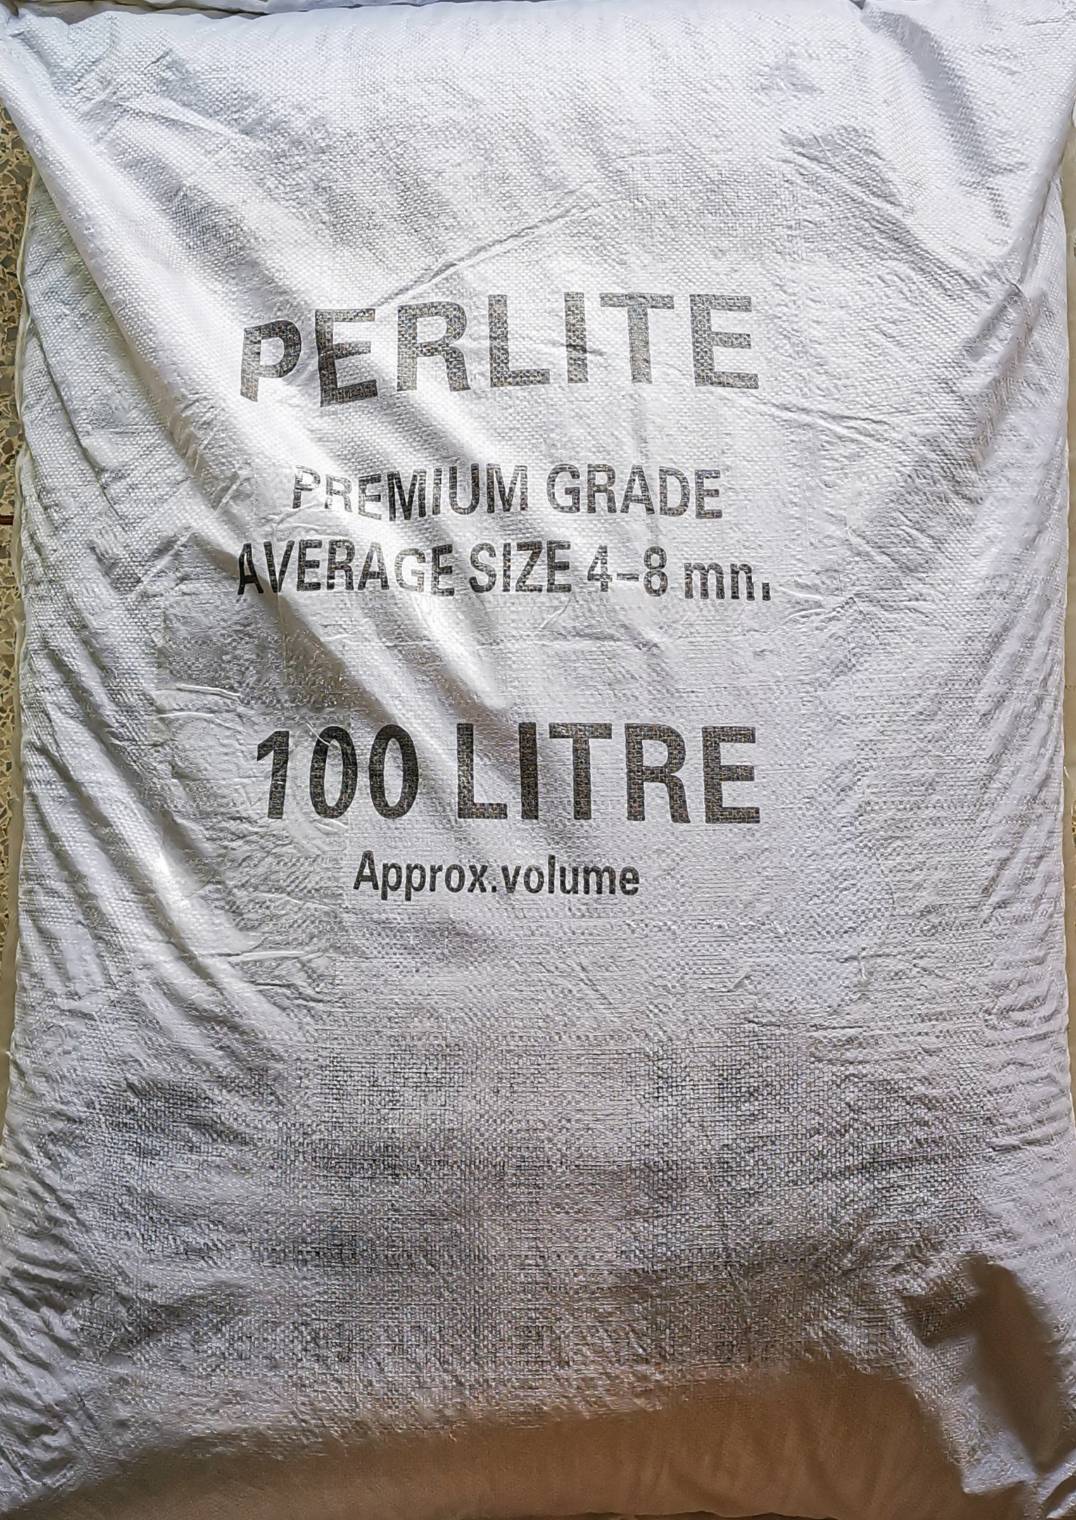 PERLITE
PREMIUM GRADE
AVERAGE SIZE 4-8 mn.
100 LITRE
Approx.volume